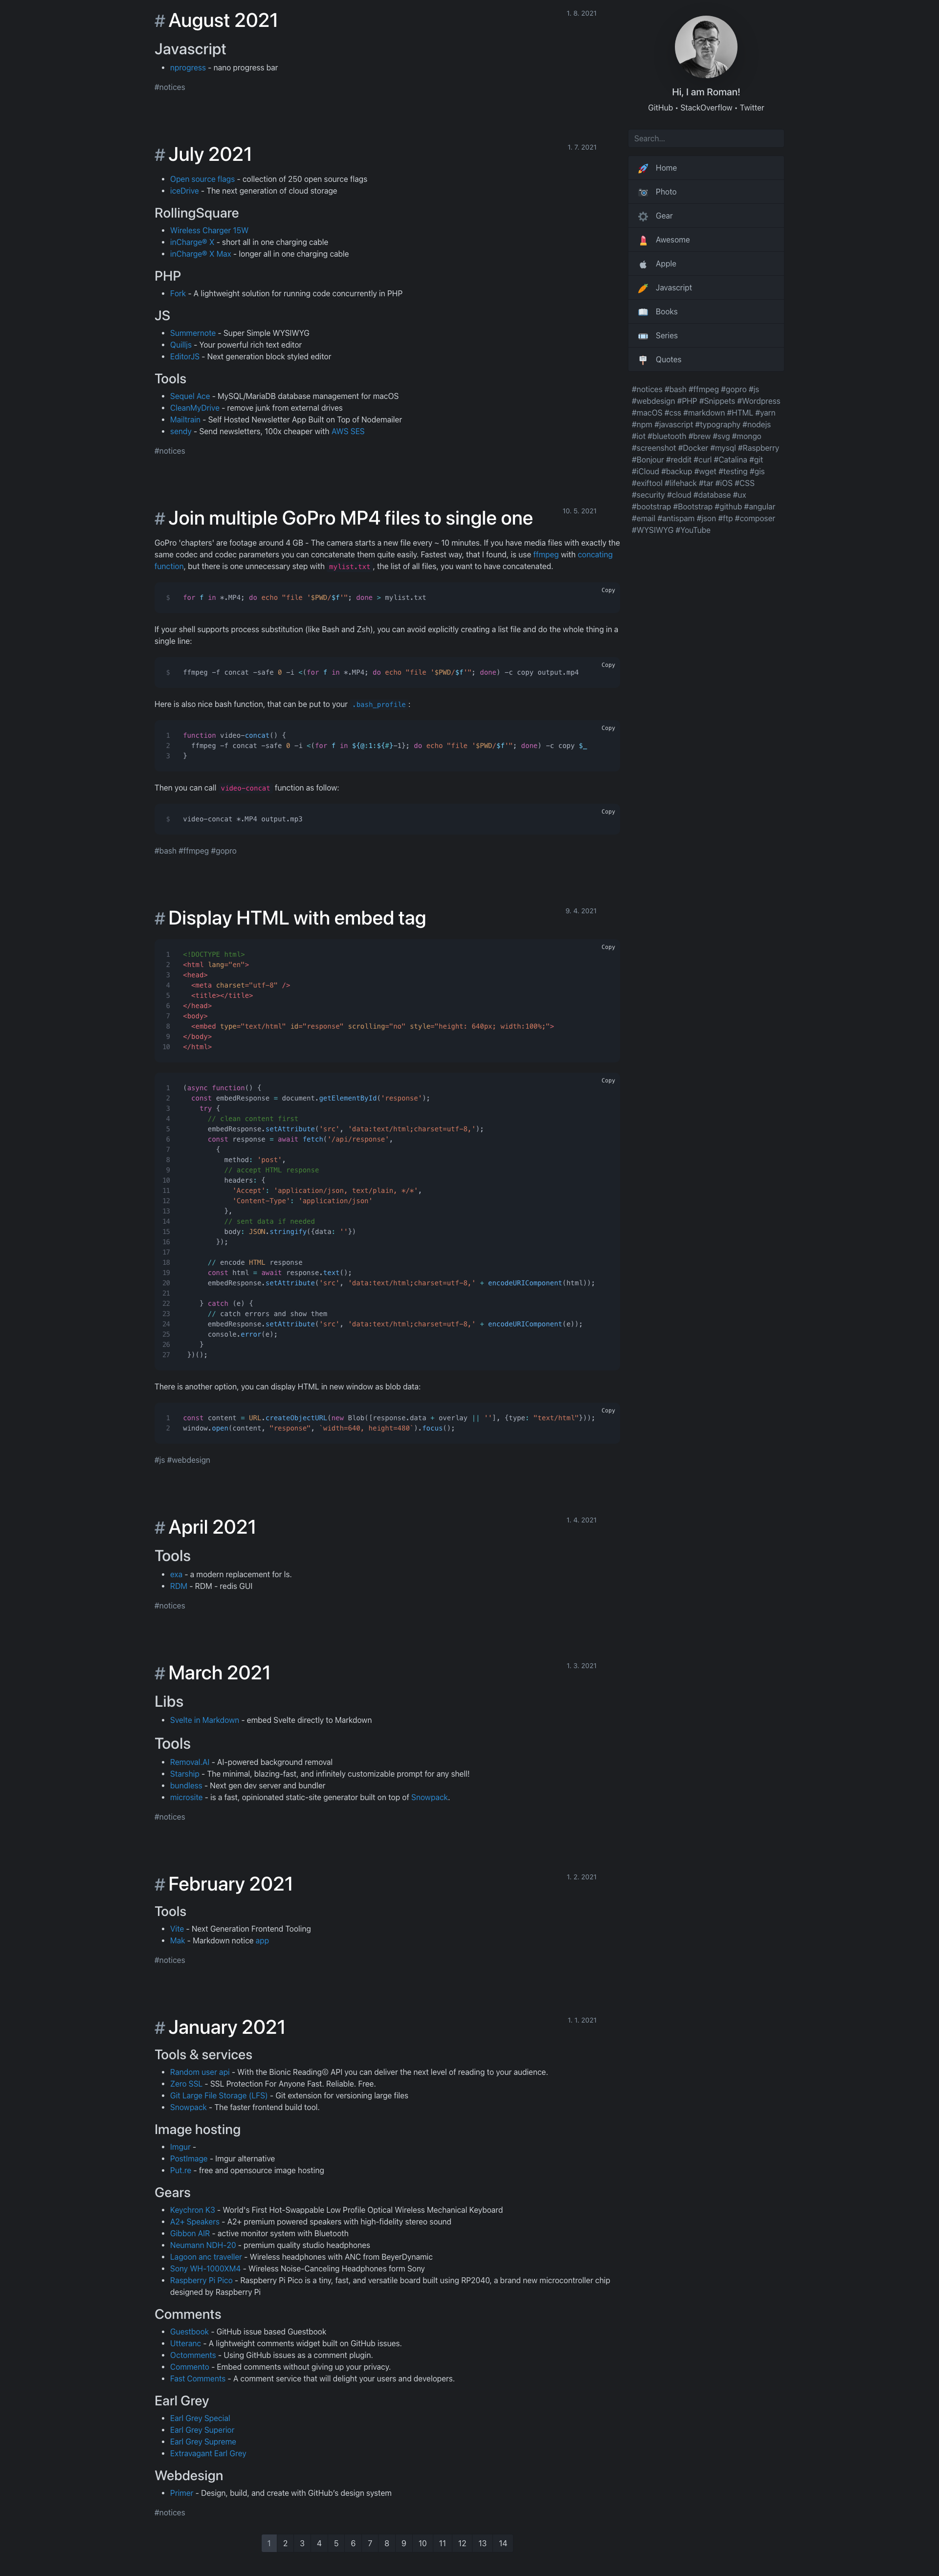 # August 2021
1. 8. 2021
Javascript
nprogress - nano progress bar
#notices
# July 2021
1. 7. 2021
Open source flags - collection of 250 open source flags
iceDrive - The next generation of cloud storage
RollingSquare
Wireless Charger 15W
inCharge® X - short all in one charging cable
inCharge® X Max - longer all in one charging cable
PHP
Fork - A lightweight solution for running code concurrently in PHP
JS
Summernote - Super Simple WYSIWYG
Quilljs - Your powerful rich text editor
EditorJS - Next generation block styled editor
Tools
Sequel Ace - MySQL/MariaDB database management for macOS
CleanMyDrive - remove junk from external drives
Mailtrain - Self Hosted Newsletter App Built on Top of Nodemailer
sendy - Send newsletters, 100x cheaper with AWS SES
#notices
# Join multiple GoPro MP4 files to single one
10. 5. 2021
GoPro 'chapters' are footage around 4 GB - The camera starts a new file every ~ 10 minutes. If you have media files with exactly the
same codec and codec parameters you can concatenate them quite easily. Fastest way, that I found, is use ffmpeg with concating
function, but there is one unnecessary step with mylist.txt, the list of all files, you want to have concatenated.
Copy
$ for f in *.MP4; do echo "file '$PWD/$f'"; done > mylist.txt
If your shell supports process substitution (like Bash and Zsh), you can avoid explicitly creating a list file and do the whole thing in a
single line:
Copy
$ ffmpeg -f concat -safe 0 -i <(for f in *.MP4; do echo "file '$PWD/$f'"; done) -c copy output.mp4
Here is also nice bash function, that can be put to your .bash_profile:
Copy
1 function video-concat() {
2 ffmpeg -f concat -safe 0 -i <(for f in ${@:1:${#}-1}; do echo "file '$PWD/$f'"; done) -c copy $_
3 }
Then you can call video-concat function as follow:
Copy
$ video-concat *.MP4 output.mp3
#bash #ffmpeg #gopro
# Display HTML with embed tag
9. 4. 2021
Copy
1 <!DOCTYPE html>
2 <html lang="en">
3 <head>
4 <meta charset="utf-8" />
5 <title></title>
6 </head>
7 <body>
8 <embed type="text/html" id="response" scrolling="no" style="height: 640px; width:100%;">
9 </body>
10 </html>
Copy
1 (async function() {
2 const embedResponse = document.getElementById('response');
3 try {
4 // clean content first
5 embedResponse.setAttribute('src', 'data:text/html;charset=utf-8,');
6 const response = await fetch('/api/response',
7 {
8 method: 'post',
9 // accept HTML response
10 headers: {
11 'Accept': 'application/json, text/plain, */*',
12 'Content-Type': 'application/json'
13 },
14 // sent data if needed
15 body: JSON.stringify({data: ''})
16 });
17
18 // encode HTML response
19 const html = await response.text();
20 embedResponse.setAttribute('src', 'data:text/html;charset=utf-8,' + encodeURIComponent(html));
21
22 } catch (e) {
23 // catch errors and show them
24 embedResponse.setAttribute('src', 'data:text/html;charset=utf-8,' + encodeURIComponent(e));
25 console.error(e);
26 }
27 })();
There is another option, you can display HTML in new window as blob data:
Copy
1 const content = URL.createObjectURL(new Blob([response.data + overlay || ''], {type: "text/html"}));
2 window.open(content, "response", `width=640, height=480`).focus();
#js #webdesign
# April 2021
1. 4. 2021
Tools
exa - a modern replacement for ls.
RDM - RDM - redis GUI
#notices
# March 2021
1. 3. 2021
Libs
Svelte in Markdown - embed Svelte directly to Markdown
Tools
Removal.AI - AI-powered background removal
Starship - The minimal, blazing-fast, and infinitely customizable prompt for any shell!
bundless - Next gen dev server and bundler
microsite - is a fast, opinionated static-site generator built on top of Snowpack.
#notices
# February 2021
1. 2. 2021
Tools
Vite - Next Generation Frontend Tooling
Mak - Markdown notice app
#notices
# January 2021
1. 1. 2021
Tools & services
Random user api - With the Bionic Reading© API you can deliver the next level of reading to your audience.
Zero SSL - SSL Protection For Anyone Fast. Reliable. Free.
Git Large File Storage (LFS) - Git extension for versioning large files
Snowpack - The faster frontend build tool.
Image hosting
Imgur -
PostImage - Imgur alternative
Put.re - free and opensource image hosting
Gears
Keychron K3 - World's First Hot-Swappable Low Profile Optical Wireless Mechanical Keyboard
A2+ Speakers - A2+ premium powered speakers with high-fidelity stereo sound
Gibbon AIR - active monitor system with Bluetooth
Neumann NDH-20 - premium quality studio headphones
Lagoon anc traveller - Wireless headphones with ANC from BeyerDynamic
Sony WH-1000XM4 - Wireless Noise-Canceling Headphones form Sony
Raspberry Pi Pico - Raspberry Pi Pico is a tiny, fast, and versatile board built using RP2040, a brand new microcontroller chip
designed by Raspberry Pi
Comments
Guestbook - GitHub issue based Guestbook
Utteranc - A lightweight comments widget built on GitHub issues.
Octomments - Using GitHub issues as a comment plugin.
Commento - Embed comments without giving up your privacy.
Fast Comments - A comment service that will delight your users and developers.
Earl Grey
Earl Grey Special
Earl Grey Superior
Earl Grey Supreme
Extravagant Earl Grey
Webdesign
Primer - Design, build, and create with GitHub's design system
#notices
1 2 3 4 5 6 7 8 9 10 11 12 13 14
Hi, I am Roman!
GitHub • StackOverflow • Twitter
Search...
Home
Photo
Gear
Awesome
Apple
Javascript
Books
Series
Quotes
#notices #bash #ffmpeg #gopro #js
#webdesign #PHP #Snippets #Wordpress
#macOS #css #markdown #HTML #yarn
#npm #javascript #typography #nodejs
#iot #bluetooth #brew #svg #mongo
#screenshot #Docker #mysql #Raspberry
#Bonjour #reddit #curl #Catalina #git
#iCloud #backup #wget #testing #gis
#exiftool #lifehack #tar #iOS #CSS
#security #cloud #database #ux
#bootstrap #Bootstrap #github #angular
#email #antispam #json #ftp #composer
#WYSIWYG #YouTube